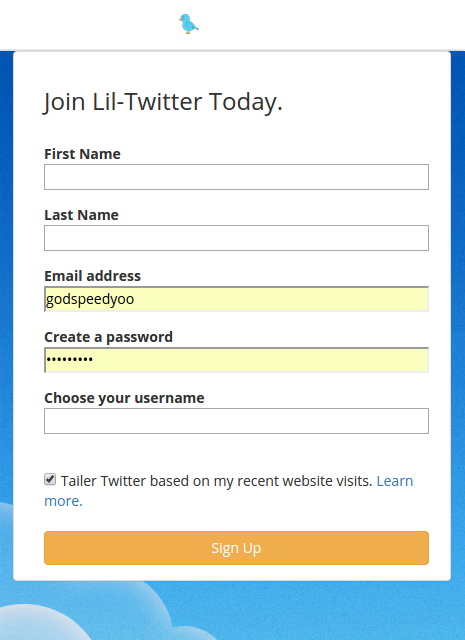 Join Lil-Twitter Today.
First Name
Last Name
Email address
godspeedyoo
Create a password
•••••••••
Choose your username
Tailer Twitter based on my recent website visits. Learn
more.
Sign Up